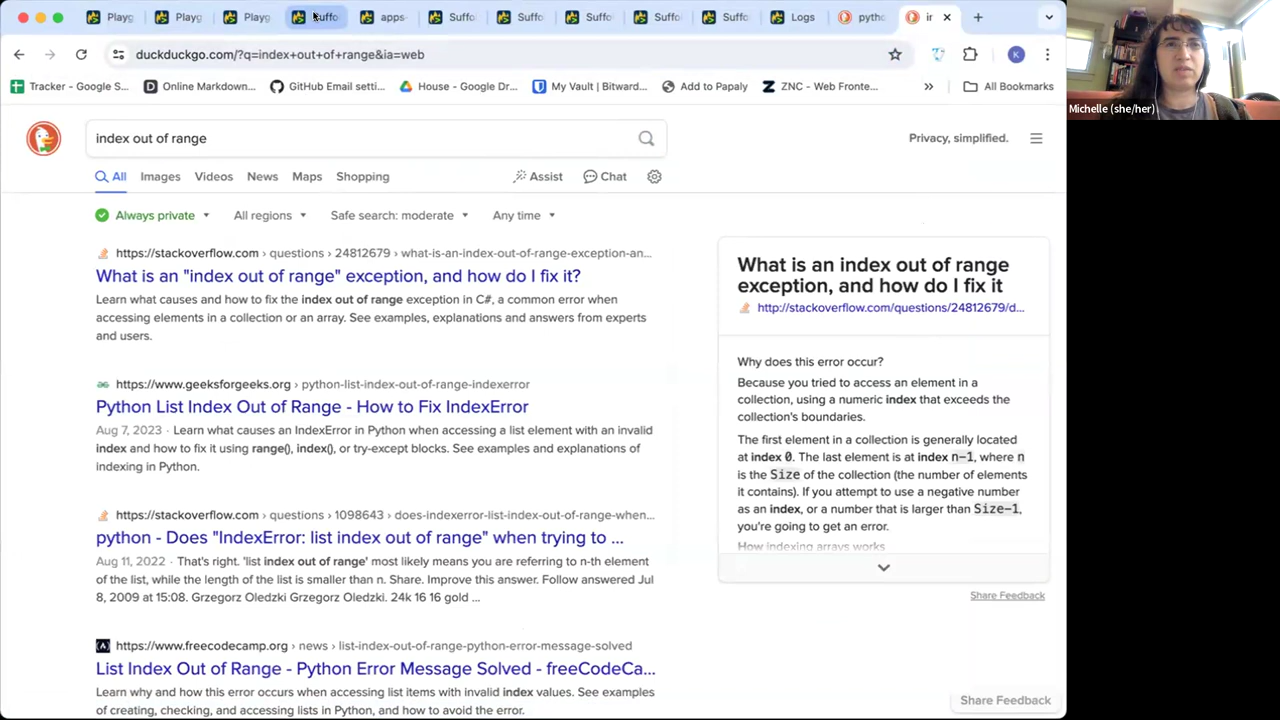 Playg
Playg
Playg
Suffo
apps-
Suffo
Suffo
Suffo
Suffo
Suffo
Logs
pytho
ir
duckduckgo.com/?q=index+out+of+range&ia=web
K
Tracker - Google S...
Online Markdown...
GitHub Email setti...
House - Google Dr...
My Vault | Bitward...
Add to Papaly
ZNC - Web Fronte...
»
All Bookmarks
Michelle (she/her)
index out of range
Privacy, simplified.
All
Images
Videos
News
Maps
Shopping
Assist
Chat
Always private
All regions
Safe search: moderate
Any time
https://stackoverflow.com › questions › 24812679 › what-is-an-index-out-of-range-exception-an...
What is an "index out of range" exception, and how do I fix it?
Learn what causes and how to fix the index out of range exception in C#, a common error when
accessing elements in a collection or an array. See examples, explanations and answers from experts
and users.
https://www.geeksforgeeks.org › python-list-index-out-of-range-indexerror
Python List Index Out of Range - How to Fix IndexError
Aug 7, 2023 · Learn what causes an IndexError in Python when accessing a list element with an invalid
index and how to fix it using range(), index(), or try-except blocks. See examples and explanations of
indexing in Python.
https://stackoverflow.com › questions › 1098643 › does-indexerror-list-index-out-of-range-when...
python - Does "IndexError: list index out of range" when trying to ...
Aug 11, 2022 · That's right. 'list index out of range' most likely means you are referring to n-th element
of the list, while the length of the list is smaller than n. Share. Improve this answer. Follow answered Jul
8, 2009 at 15:08. Grzegorz Oledzki Grzegorz Oledzki. 24k 16 16 gold ...
https://www.freecodecamp.org › news › list-index-out-of-range-python-error-message-solved
List Index Out of Range - Python Error Message Solved - freeCodeCa...
Learn why and how this error occurs when accessing list items with invalid index values. See examples
of creating, checking, and accessing lists in Python, and how to avoid the error.
What is an index out of range
exception, and how do I fix it
http://stackoverflow.com/questions/24812679/d...
Why does this error occur?
Because you tried to access an element in a
collection, using a numeric index that exceeds the
collection's boundaries.
The first element in a collection is generally located
at index 0. The last element is at index n-1, where n
is the Size of the collection (the number of elements
it contains). If you attempt to use a negative number
as an index, or a number that is larger than Size-1,
you're going to get an error.
How indexing arrays works
Share Feedback
Share Feedback